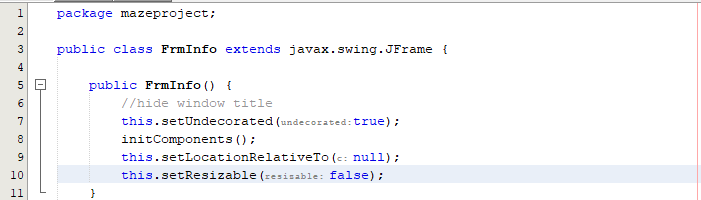 1 package mazeproject;
2
3 public class FrmInfo extends javax.swing.JFrame {
4
5 public FrmInfo() {
6 //hide window title
7 this.setUndecorated(undecorated: true);
8 initComponents();
9 this.setLocationRelativeTo(c: null);
10 this.setResizable(resizable: false);
11 }